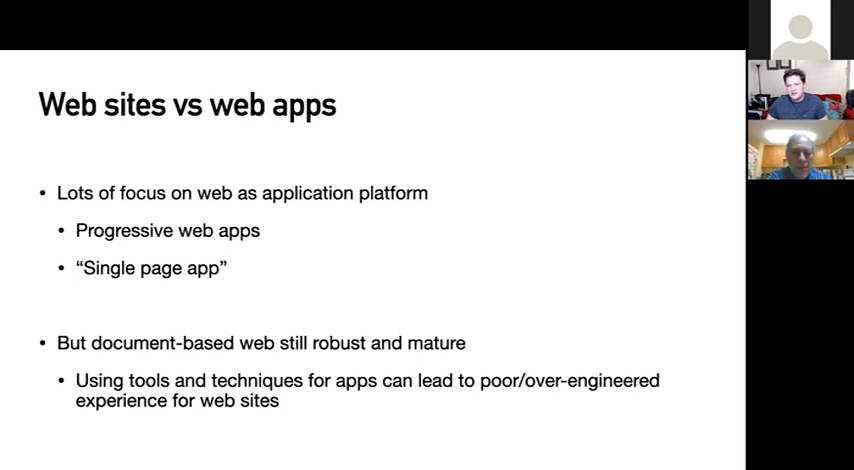 Web sites vs web apps
• Lots of focus on web as application platform
• Progressive web apps
• “Single page app”
• But document-based web still robust and mature
• Using tools and techniques for apps can lead to poor/over-engineered
experience for web sites